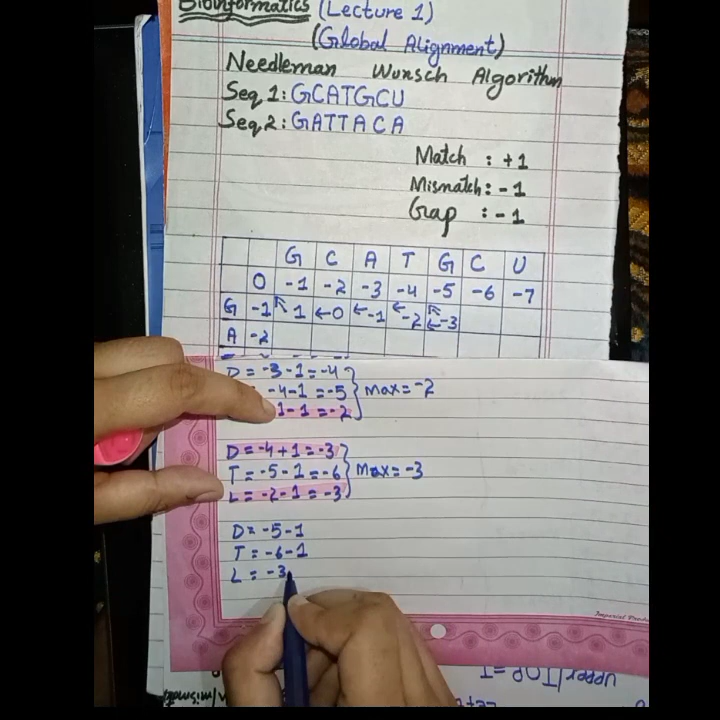 Bioinformatics (Lecture 1)
(Global Alignment)
Needleman Wunsch Algorithm
Seq 1: GCATGCU
Seq 2: GATTACA
Match : +1
Mismatch: -1
Gap : -1
G C A T G C U
0 -1 -2 -3 -4 -5 -6 -7
G -1 ↖1 ←0 ←-1 ←-2 ↖←-3
A -2
D = -3-1=-4
-4-1=-5 } Max=-2
1-1=-2
D=-4+1=-3
T=-5-1=-6 } Max=-3
L=-2-1=-3
D=-5-1
T=-6-1
L=-3
Upper/TOP=T